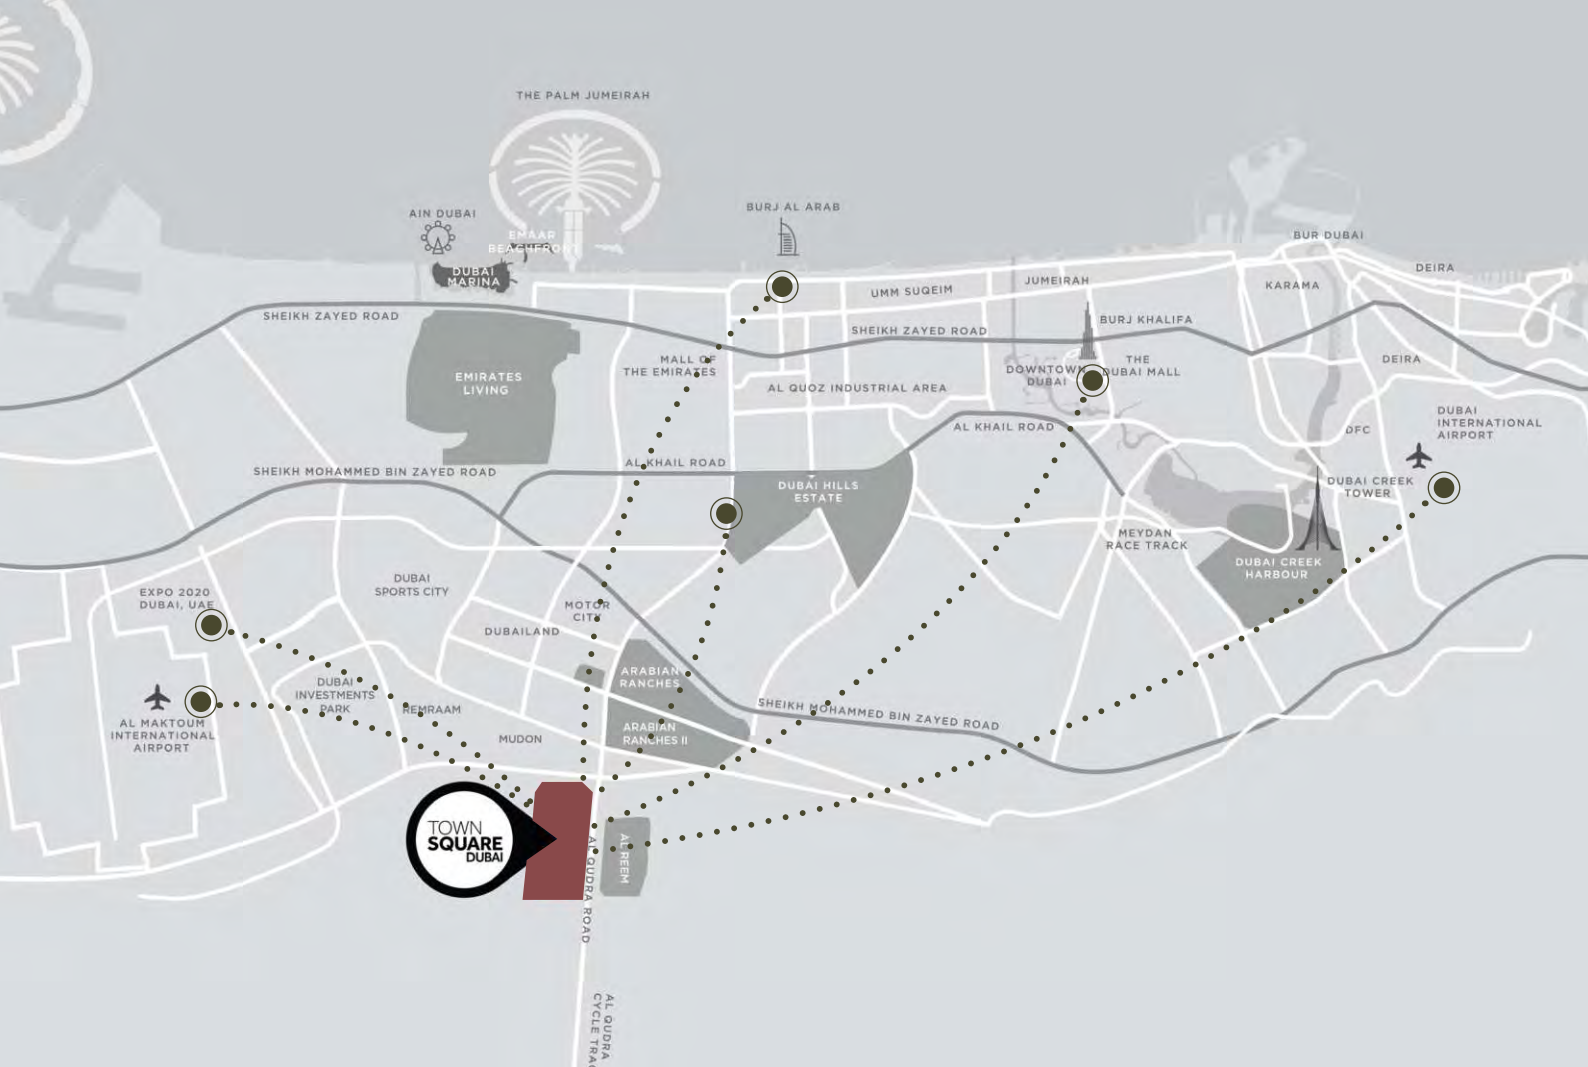 THE PALM JUMEIRAH
AIN DUBAI
BURJ AL ARAB
EMAAR
BEACHFRONT
DUBAI
MARINA
BUR DUBAI
DEIRA
UMM SUQEIM
JUMEIRAH
KARAMA
SHEIKH ZAYED ROAD
SHEIKH ZAYED ROAD
BURJ KHALIFA
MALL OF
THE EMIRATES
DOWNTOWN
DUBAI
THE
DUBAI MALL
DEIRA
EMIRATES
LIVING
AL QUOZ INDUSTRIAL AREA
AL KHAIL ROAD
DFC
DUBAI
INTERNATIONAL
AIRPORT
SHEIKH MOHAMMED BIN ZAYED ROAD
AL KHAIL ROAD
DUBAI HILLS
ESTATE
DUBAI CREEK
TOWER
MEYDAN
RACE TRACK
DUBAI CREEK
HARBOUR
EXPO 2020
DUBAI, UAE
DUBAI
SPORTS CITY
MOTOR
CITY
DUBAILAND
ARABIAN
RANCHES
DUBAI
INVESTMENTS
PARK
REMRAAM
AL MAKTOUM
INTERNATIONAL
AIRPORT
MUDON
ARABIAN
RANCHES II
SHEIKH MOHAMMED BIN ZAYED ROAD
TOWN
SQUARE
DUBAI
AL QUDRA ROAD
AL REEM
AL QUDRA
CYCLE TRAC